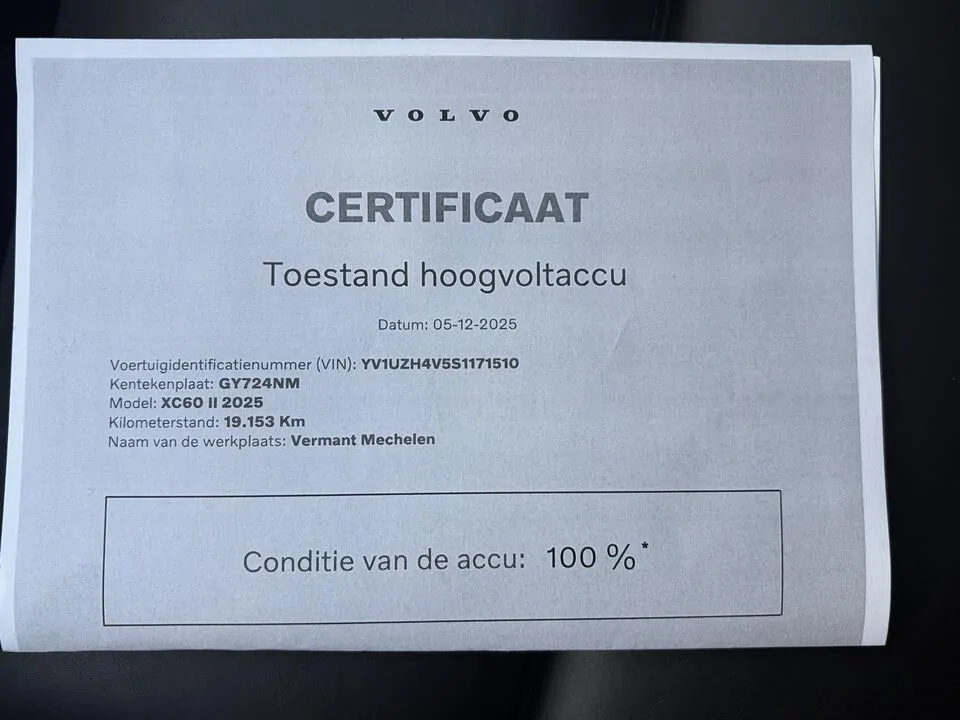 VOLVO
CERTIFICAAT
Toestand hoogvoltaccu
Datum: 05-12-2025
Voertuigidentificatienummer (VIN): YV1UZH4V5S1171510
Kentekenplaat: GY724NM
Model: XC60 II 2025
Kilometerstand: 19.153 Km
Naam van de werkplaats: Vermant Mechelen
Conditie van de accu: 100 %*